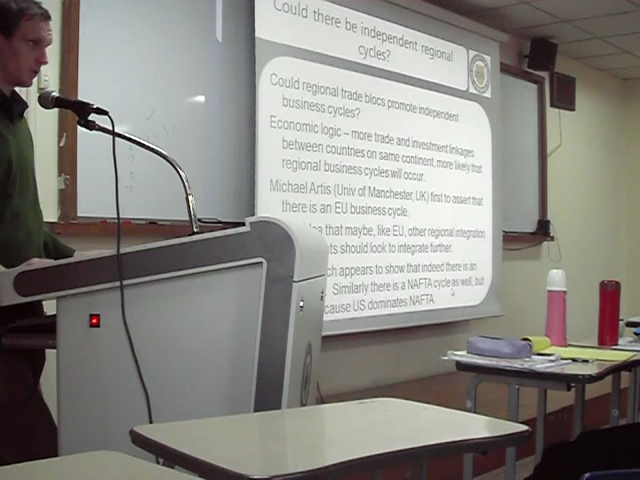 Could there be independent regional
cycles?
Could regional trade blocs promote independent
business cycles?
Economic logic – more trade and investment linkages
between countries on same continent, more likely that
regional business cycles will occur.
Michael Artis (Univ of Manchester, UK) first to assert that
there is an EU business cycle.
that maybe, like EU, other regional integration
should look to integrate further.
appears to show that indeed there is an
Similarly there is a NAFTA cycle as well, but
US dominates NAFTA.